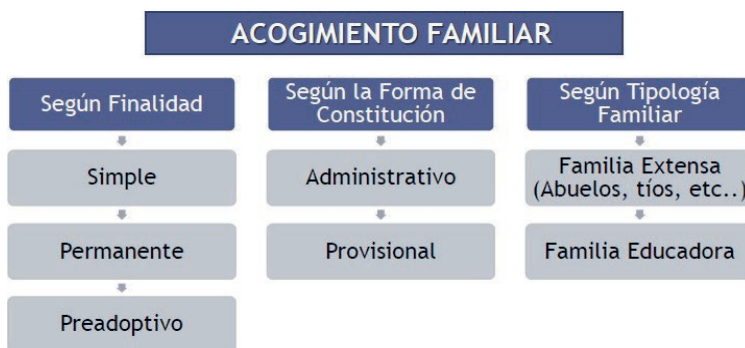 ACOGIMIENTO FAMILIAR
Según Finalidad
Simple
Permanente
Preadoptivo
Según la Forma de
Constitución
Administrativo
Provisional
Según Tipología
Familiar
Familia Extensa
(Abuelos, tíos, etc..)
Familia Educadora